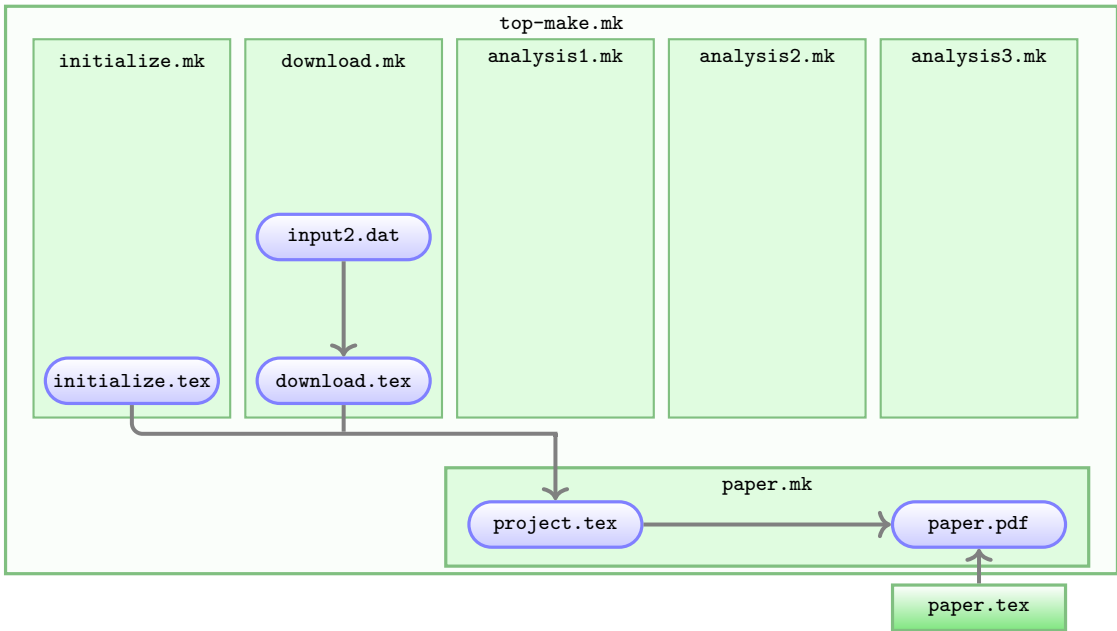 top-make.mk
initialize.mk
download.mk
analysis1.mk
analysis2.mk
analysis3.mk
input2.dat
initialize.tex
download.tex
paper.mk
project.tex
paper.pdf
paper.tex